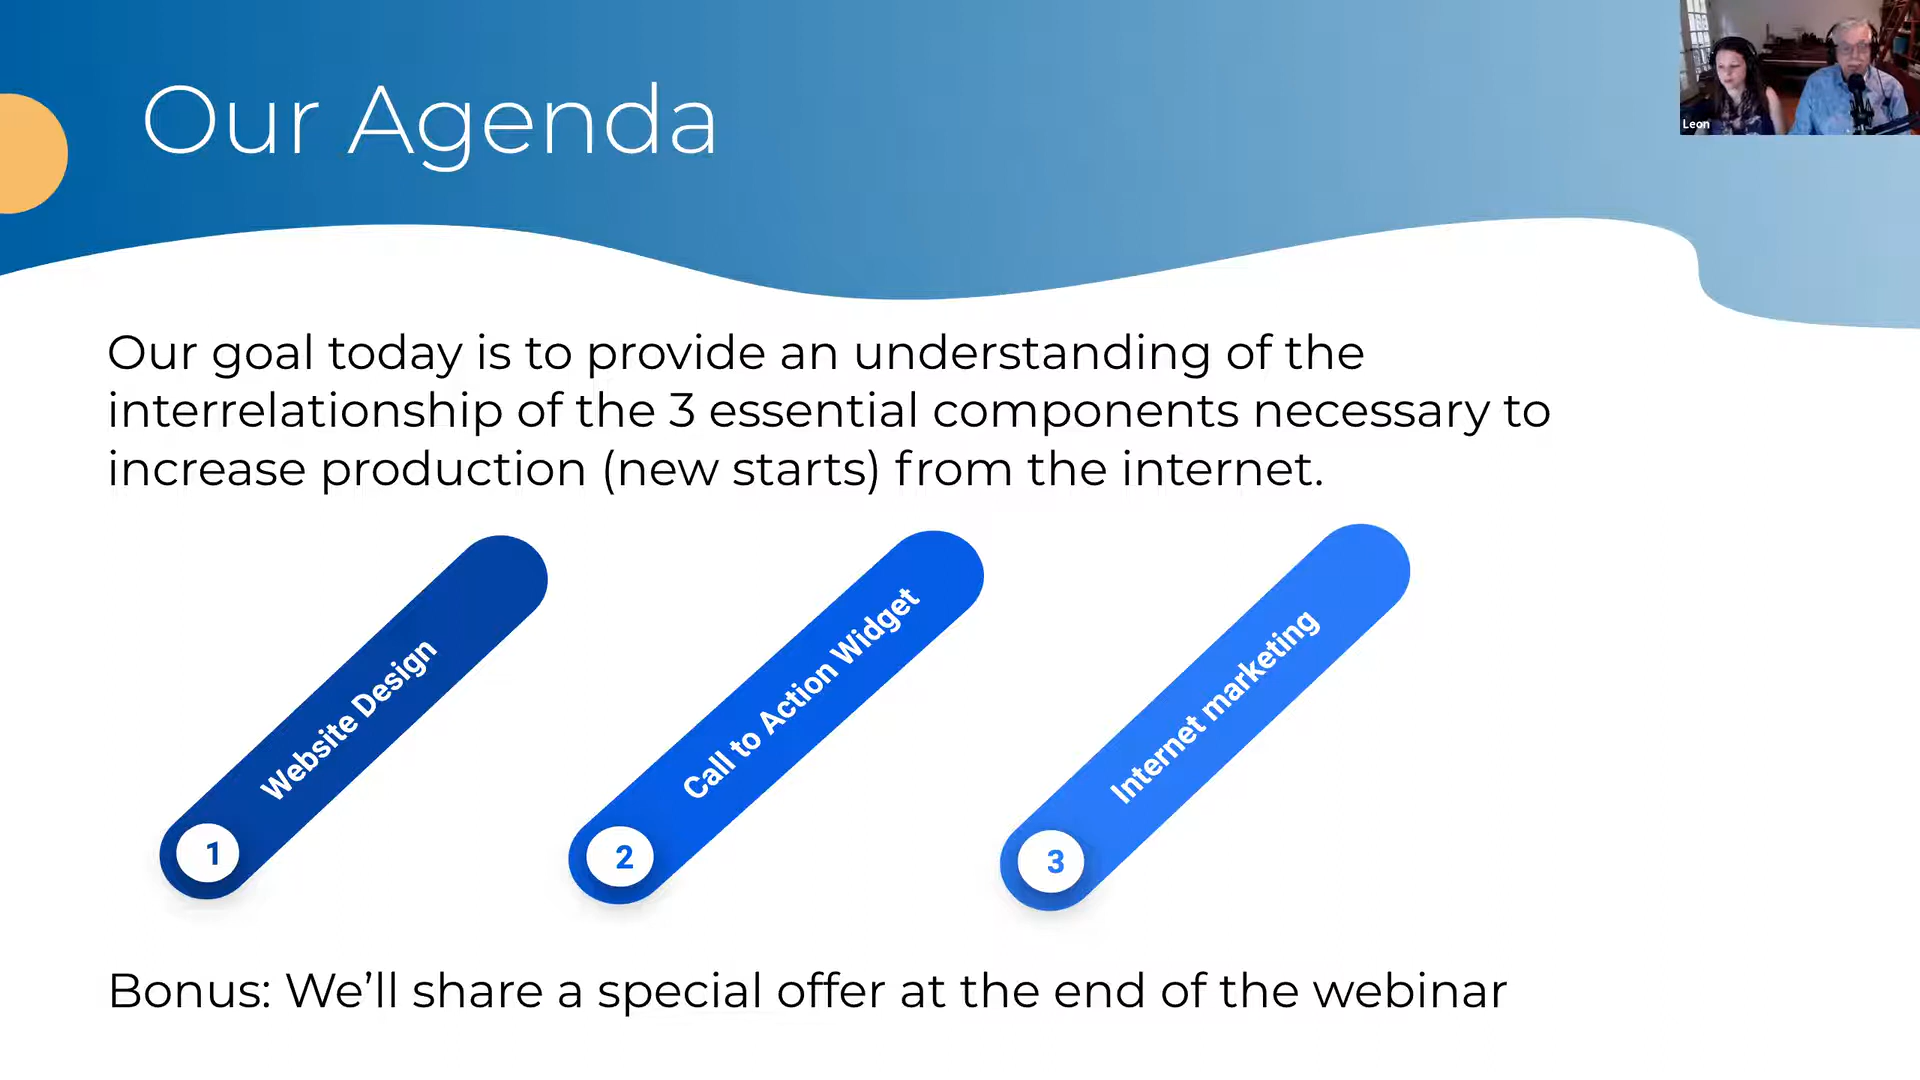 Our Agenda
Leon
Our goal today is to provide an understanding of the
interrelationship of the 3 essential components necessary to
increase production (new starts) from the internet.
Website Design
1
Call to Action Widget
2
Internet marketing
3
Bonus: We’ll share a special offer at the end of the webinar